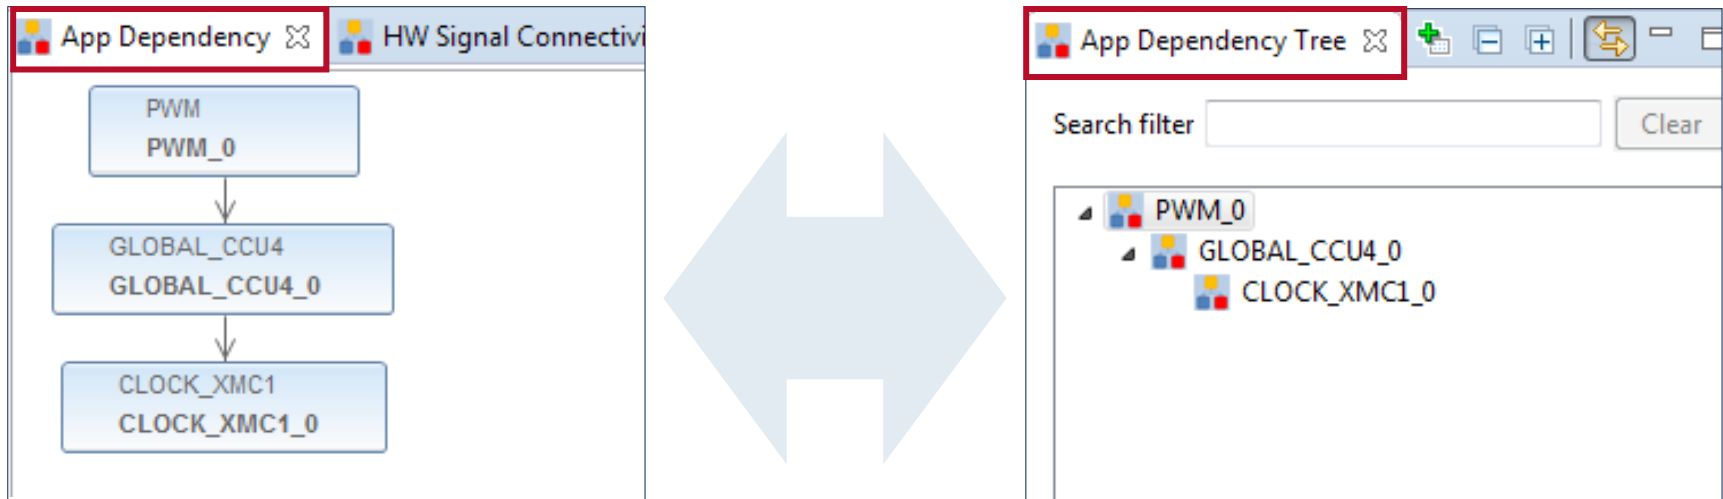 App Dependency
HW Signal Connectivi
PWM
PWM_0
GLOBAL_CCU4
GLOBAL_CCU4_0
CLOCK_XMC1
CLOCK_XMC1_0
App Dependency Tree
Search filter
Clear
PWM_0
GLOBAL_CCU4_0
CLOCK_XMC1_0